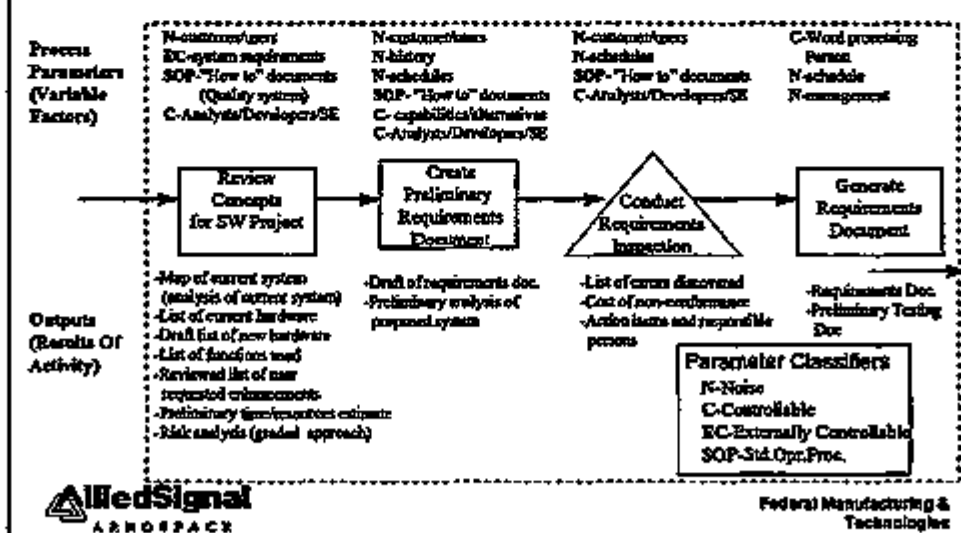 Process
Parameters
(Variable
Factors)
N-customer/users
EC-system requirements
SOP-"How to" documents
(Quality system)
C-Analysts/Developers/SE
N-customer/users
N-history
N-schedules
SOP- "How to" documents
C- capabilities/alternatives
C-Analysts/Developers/SE
N-customer/users
N-schedules
SOP-"How to" documents
C-Analysts/Developers/SE
C-Word processing
Person
N-schedule
N-management
Review
Concepts
for SW Project
Create
Preliminary
Requirements
Document
Conduct
Requirements
Inspection
Generate
Requirements
Document
Outputs
(Results Of
Activity)
-Map of current system
(analysis of current system)
-List of current hardware
-Draft list of new hardware
-List of functions used
-Reviewed list of user
requested enhancements
-Preliminary time/resources estimate
-Risk analysis (graded approach)
-Draft of requirements doc.
-Preliminary analysis of
proposed system
-List of errors discovered
-Cost of non-conformance
-Action items and responsible
persons
-Requirements Doc.
-Preliminary Testing
Doc
Parameter Classifiers
N-Noise
C-Controllable
EC-Externally Controllable
SOP-Std.Opr.Proc.
AlliedSignal
AEROSPACE
Federal Manufacturing &
Technologies